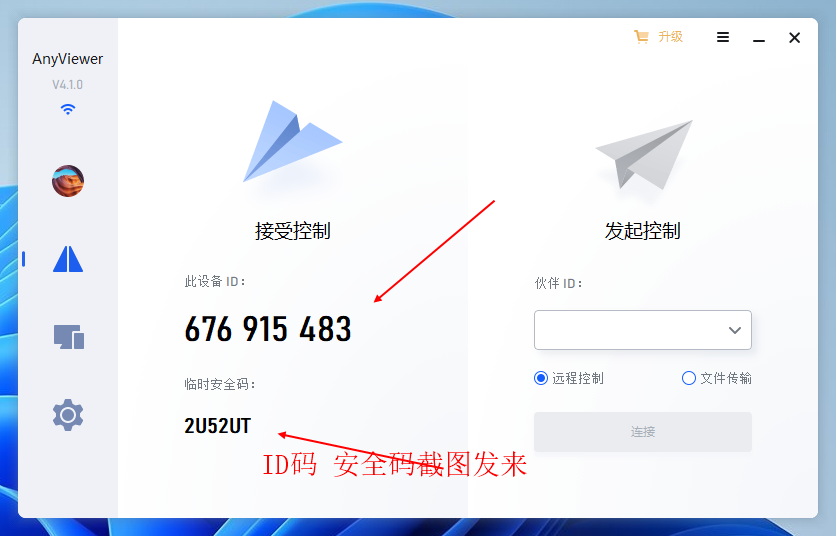 AnyViewer
V4.1.0
升级
接受控制
此设备 ID：
676 915 483
临时安全码：
2U52UT
发起控制
伙伴 ID：
远程控制
文件传输
连接
ID码 安全码截图发来